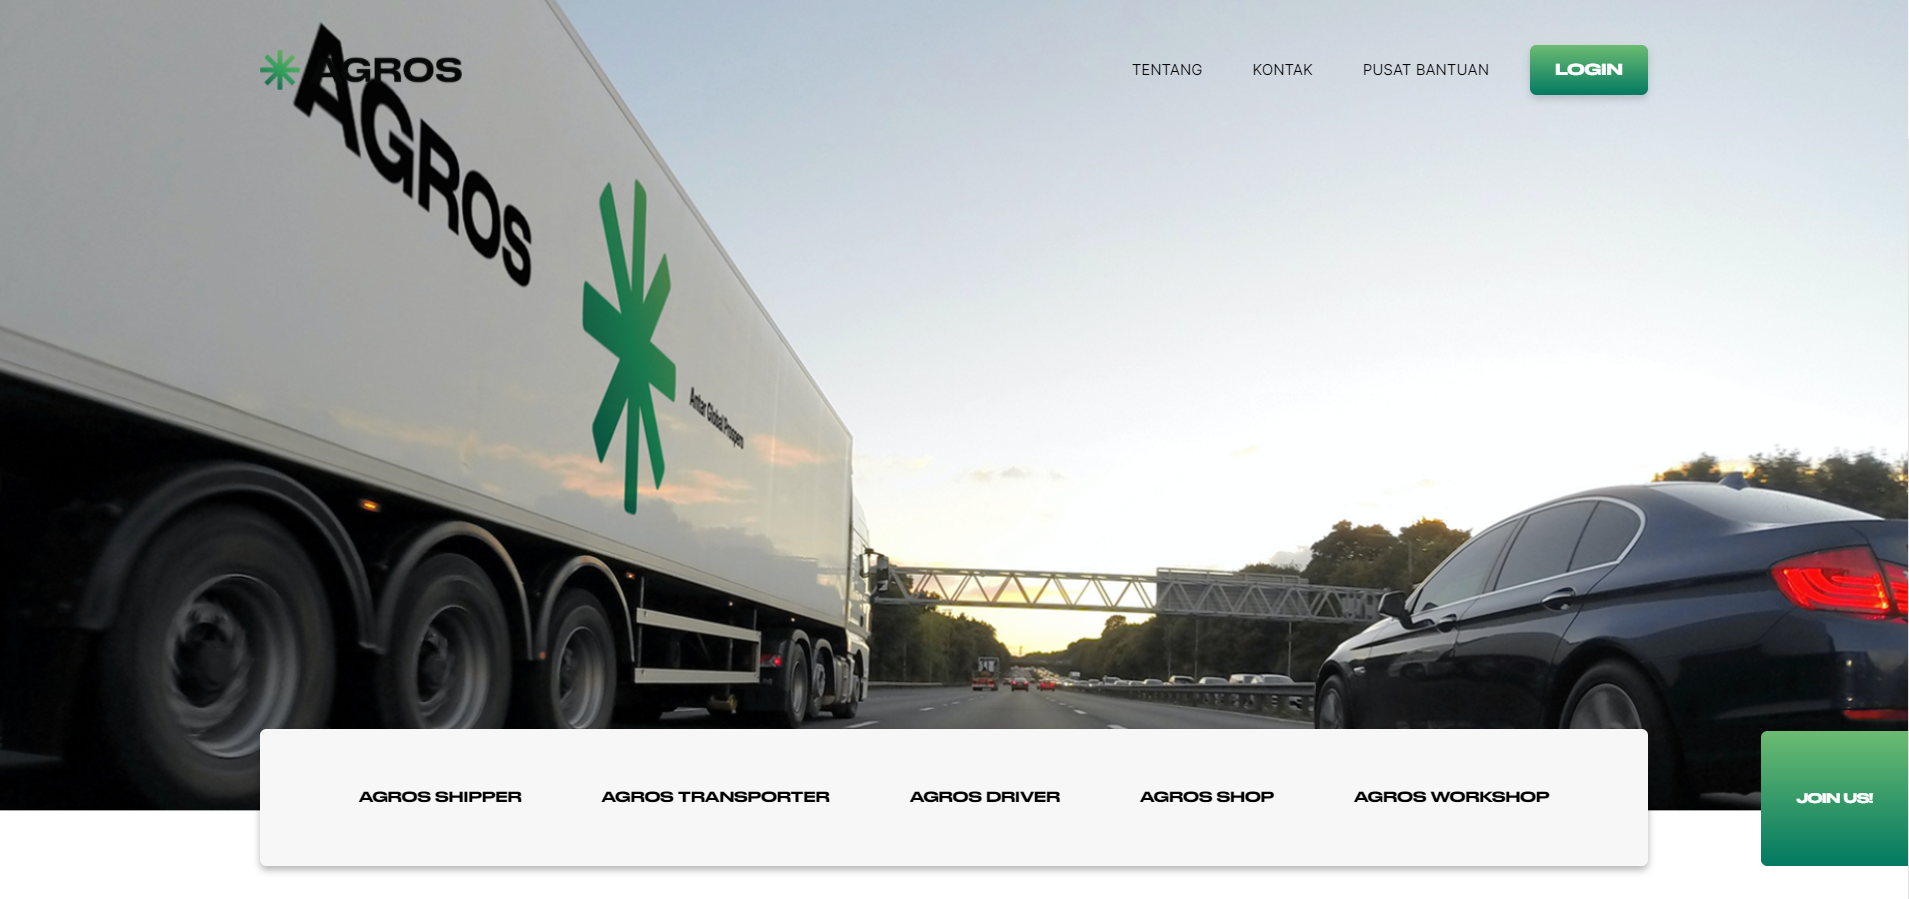 AGROS
TENTANG
KONTAK
PUSAT BANTUAN
LOGIN
AGROS
Antar Global Prospero
AGROS SHIPPER
AGROS TRANSPORTER
AGROS DRIVER
AGROS SHOP
AGROS WORKSHOP
JOIN US!